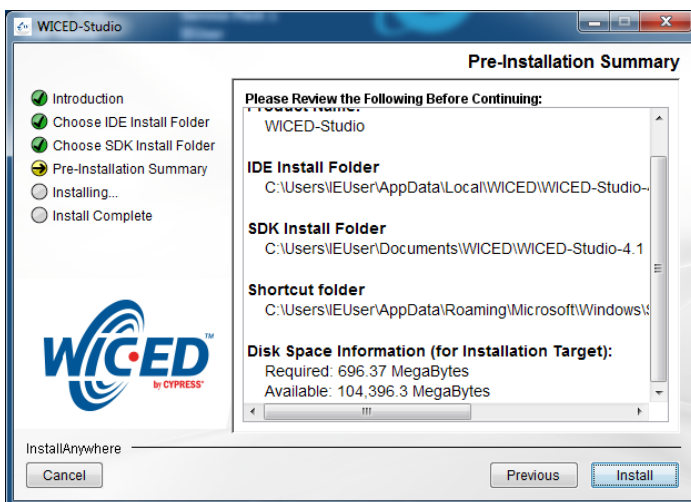 WICED-Studio
Pre-Installation Summary
Introduction
Choose IDE Install Folder
Choose SDK Install Folder
Pre-Installation Summary
Installing...
Install Complete
Please Review the Following Before Continuing:
Product Name:
WICED-Studio
IDE Install Folder
C:\Users\IEUser\AppData\Local\WICED\WICED-Studio-
SDK Install Folder
C:\Users\IEUser\Documents\WICED\WICED-Studio-4.1
Shortcut folder
C:\Users\IEUser\AppData\Roaming\Microsoft\Windows\
Disk Space Information (for Installation Target):
Required: 696.37 MegaBytes
Available: 104,396.3 MegaBytes
WICED™
by CYPRESS®
InstallAnywhere
Cancel
Previous
Install